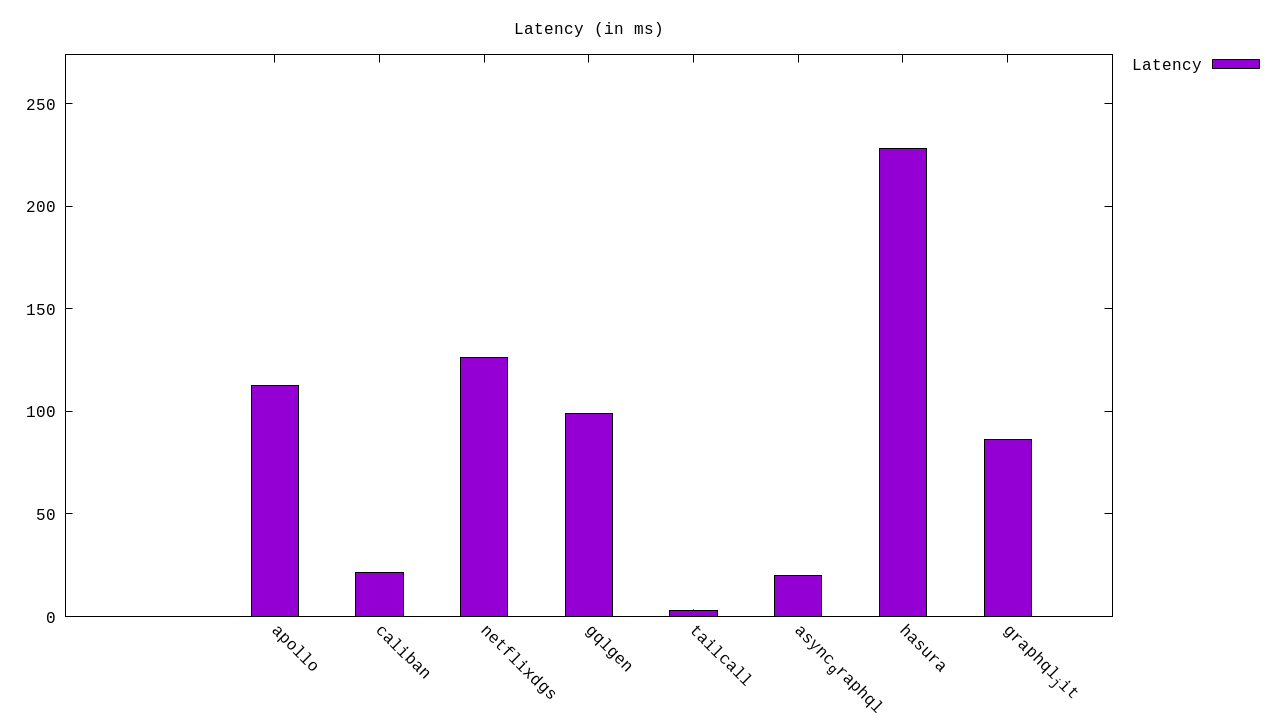 Latency (in ms)
Latency
250
200
150
100
50
0
apollo
caliban
netflixdgs
gqlgen
tailcall
async_graphql
hasura
graphql_jit